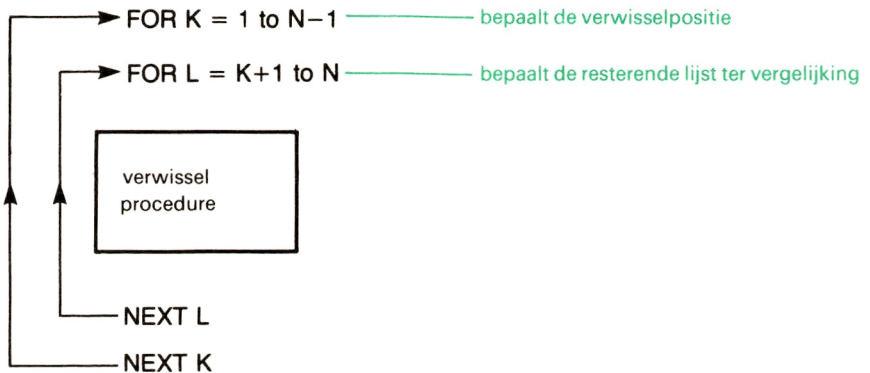 FOR K = 1 to N−1 bepaalt de verwisselpositie
FOR L = K+1 to N bepaalt de resterende lijst ter vergelijking
verwissel
procedure
NEXT L
NEXT K